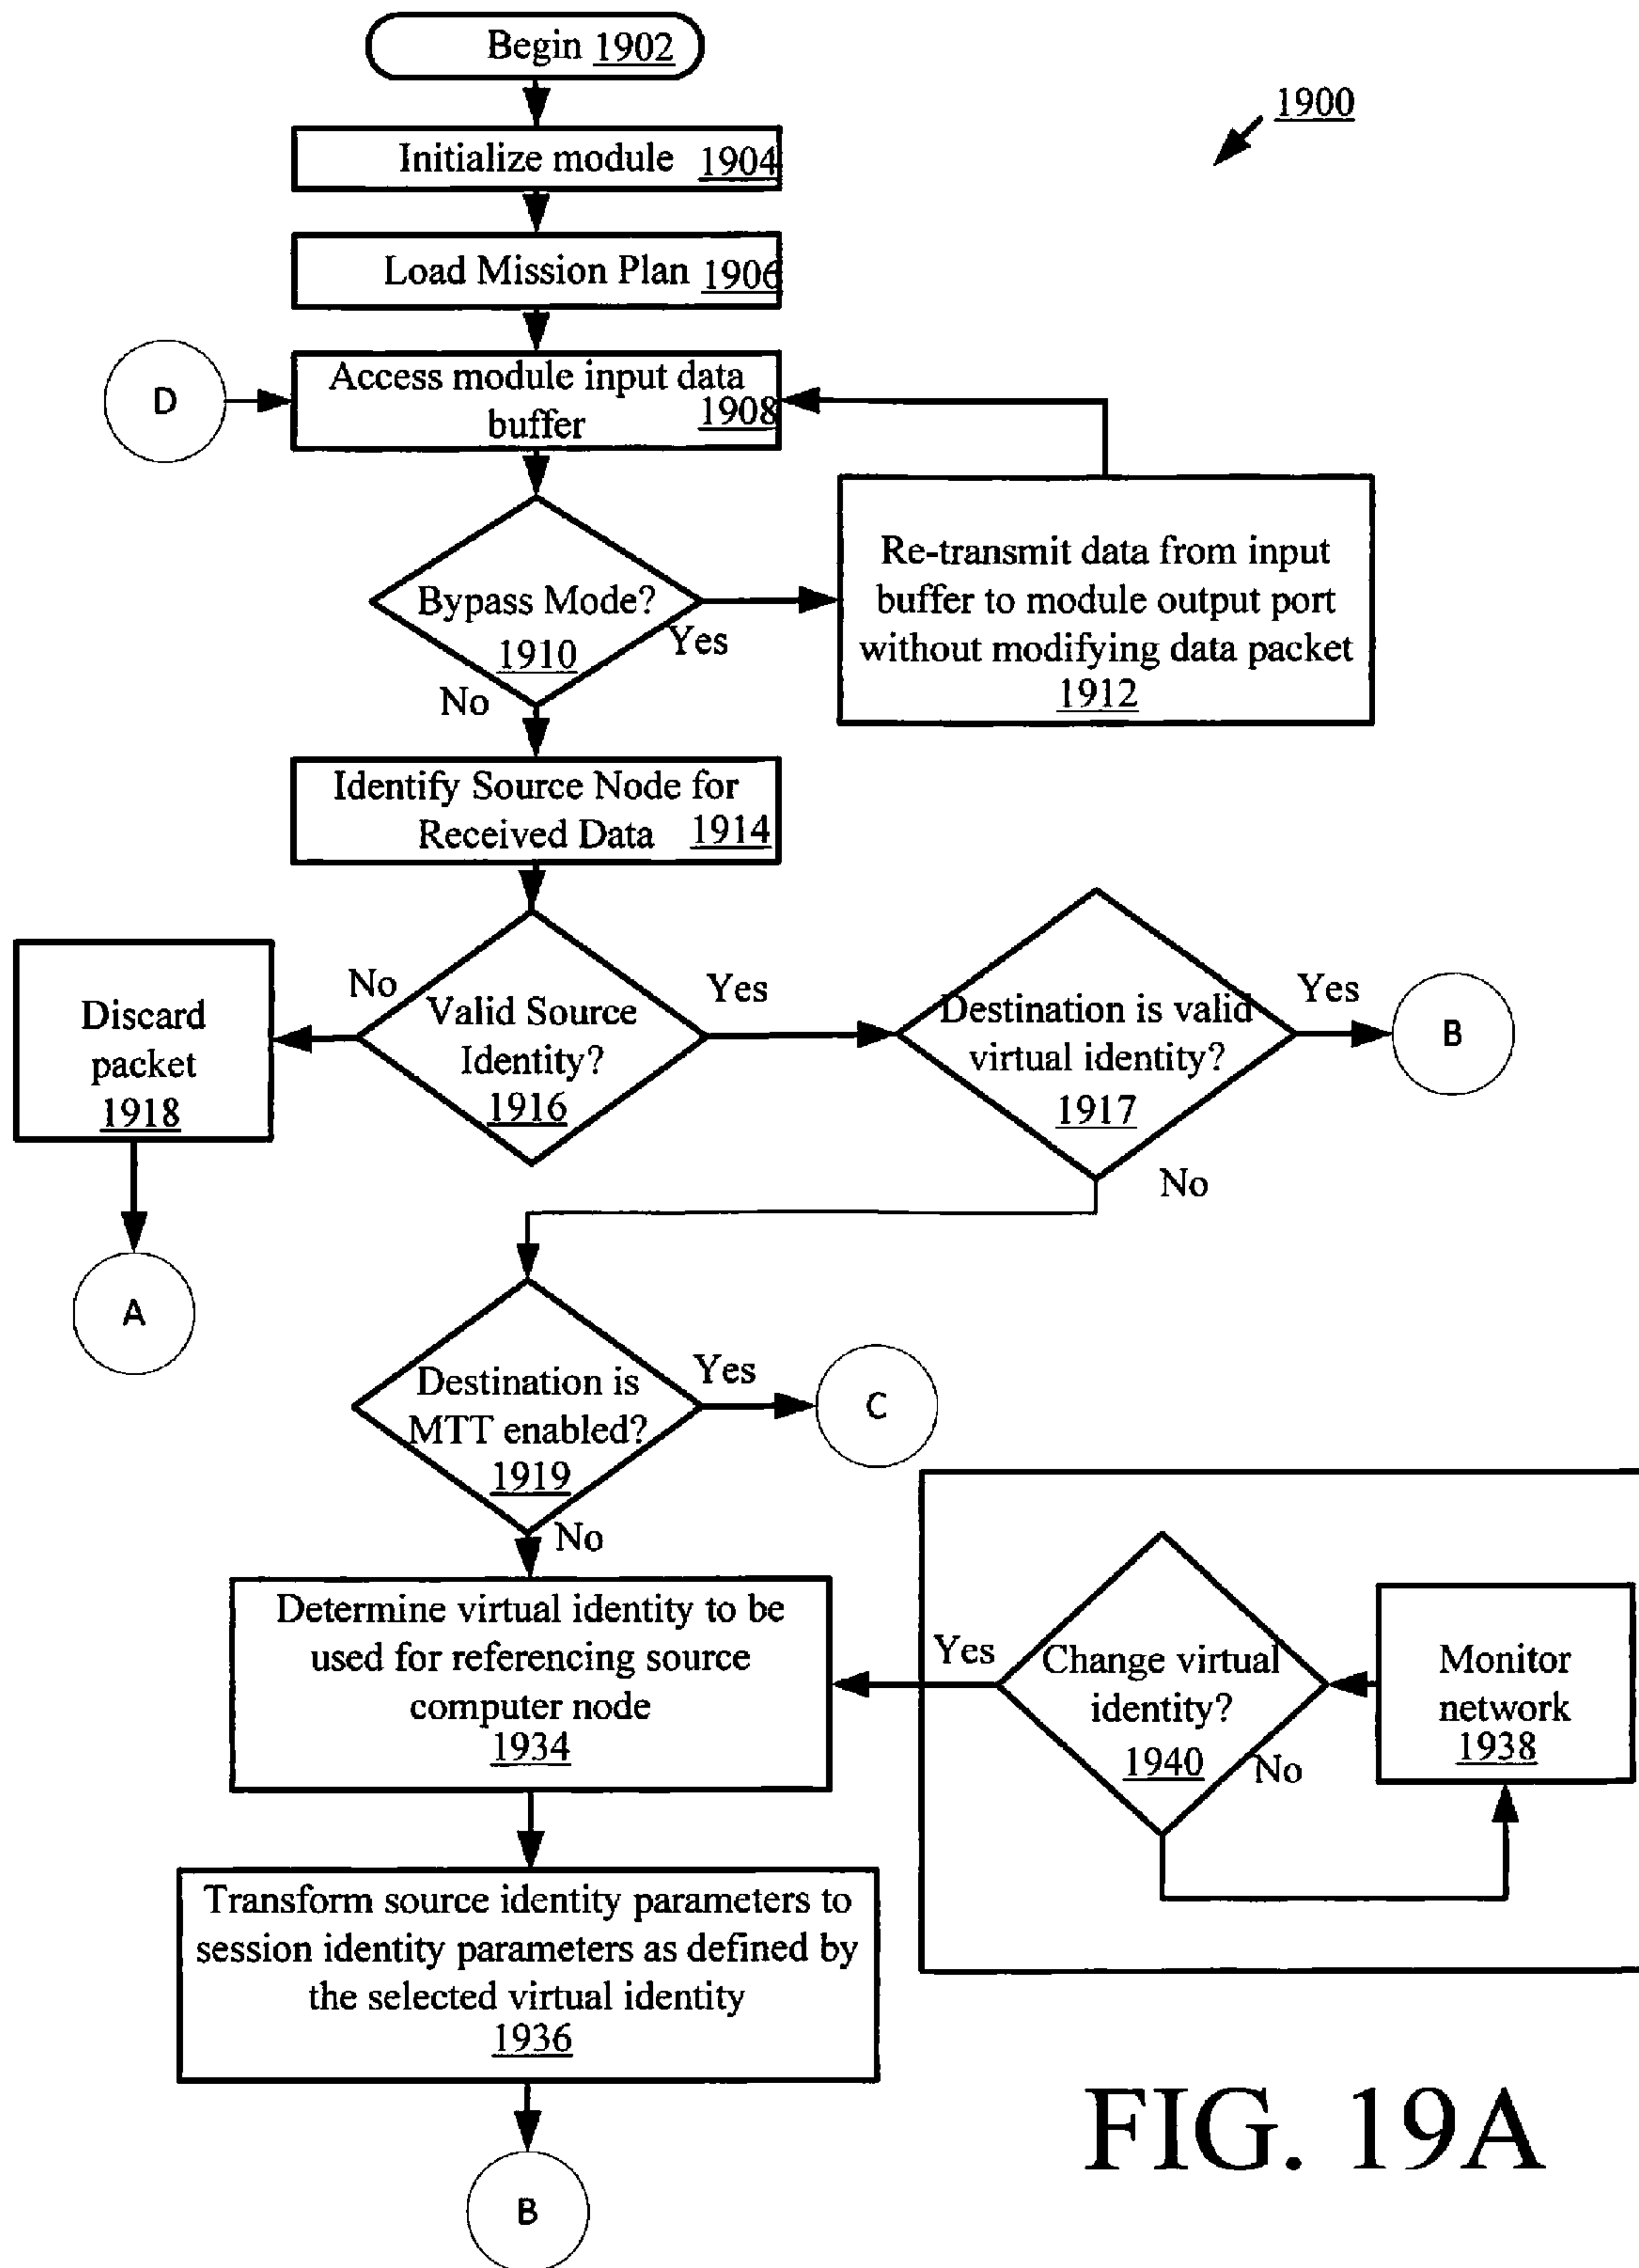 Begin 1902
1900
Initialize module 1904
Load Mission Plan 1906
D
Access module input data
buffer 1908
Bypass Mode?
1910
Yes
No
Re-transmit data from input
buffer to module output port
without modifying data packet
1912
Identify Source Node for
Received Data 1914
No
Valid Source
Identity?
1916
Yes
Discard
packet
1918
A
Destination is valid
virtual identity?
1917
Yes
B
No
Destination is
MTT enabled?
1919
Yes
C
No
Determine virtual identity to be
used for referencing source
computer node
1934
Yes
Change virtual
identity?
1940
No
Monitor
network
1938
Transform source identity parameters to
session identity parameters as defined by
the selected virtual identity
1936
B
FIG. 19A